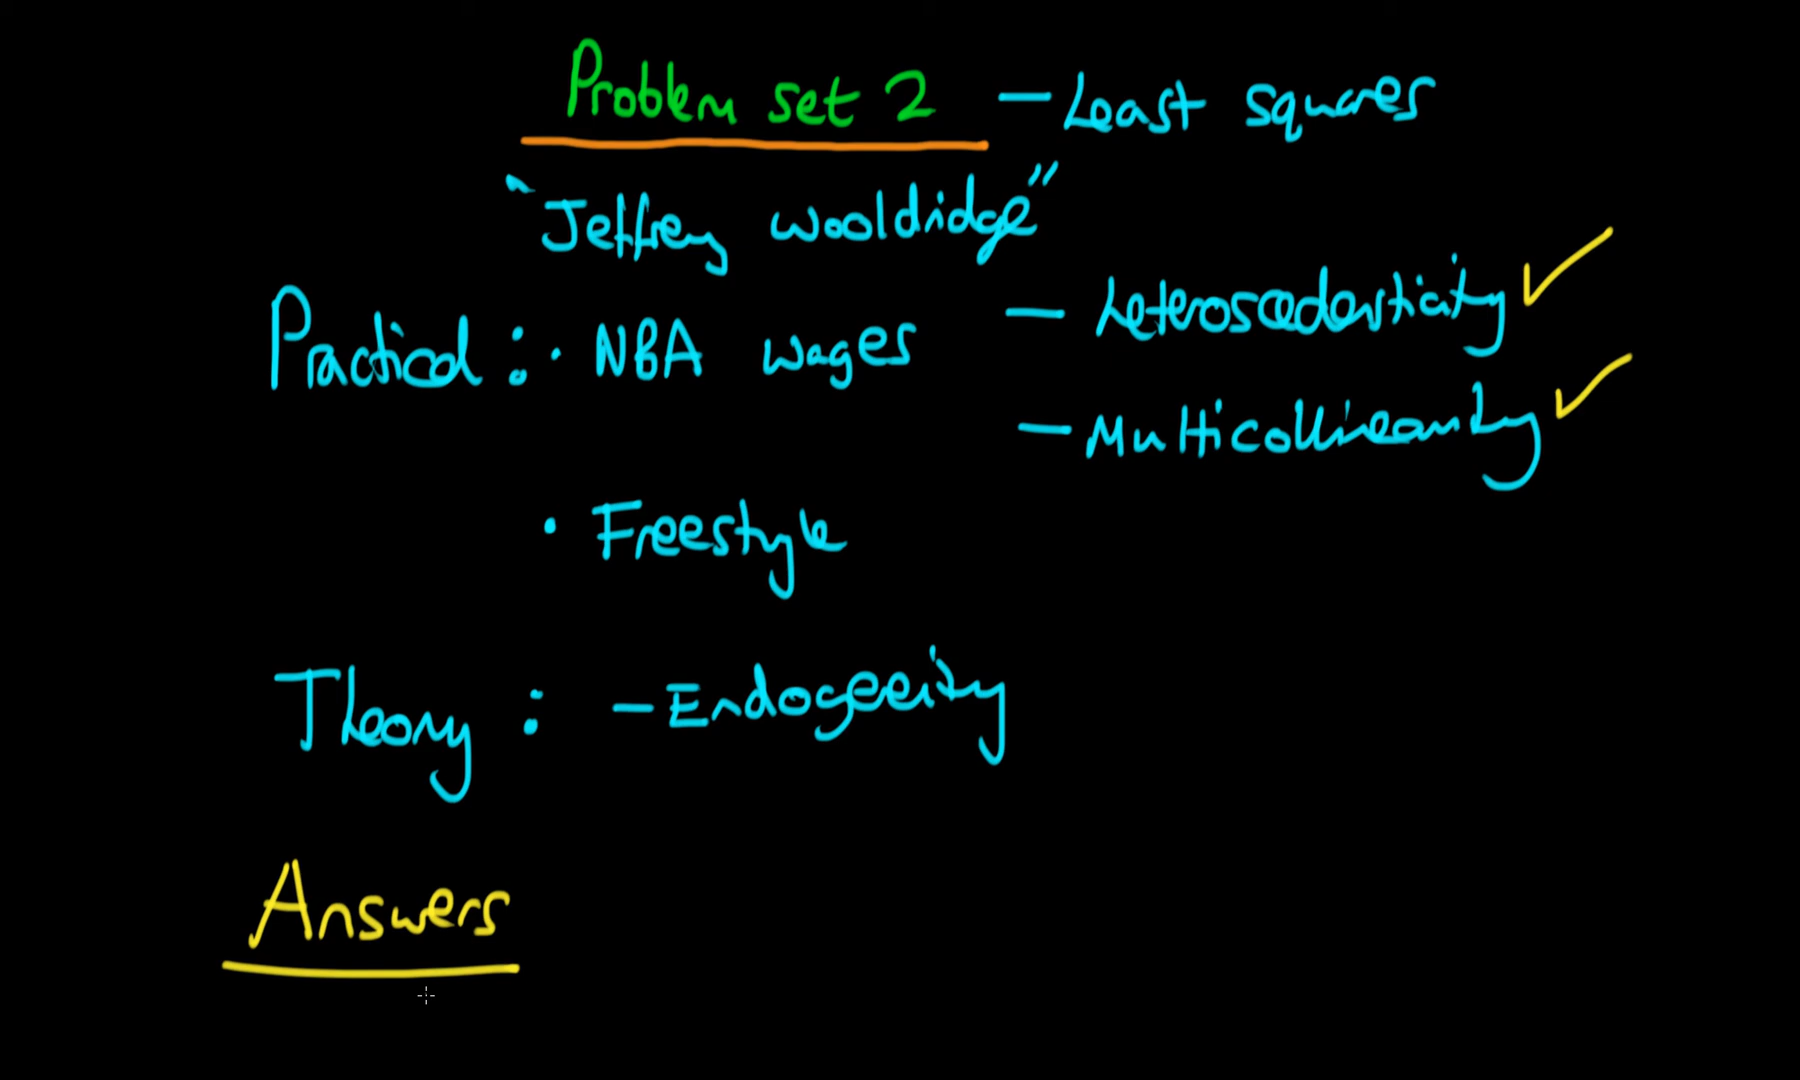 Problem set 2 — Least squares
"Jeffrey Wooldridge"
Practical : · NBA wages — Heteroscedasticity
— Multicollinearity
· Freestyle
Theory : — Endogeneity
Answers